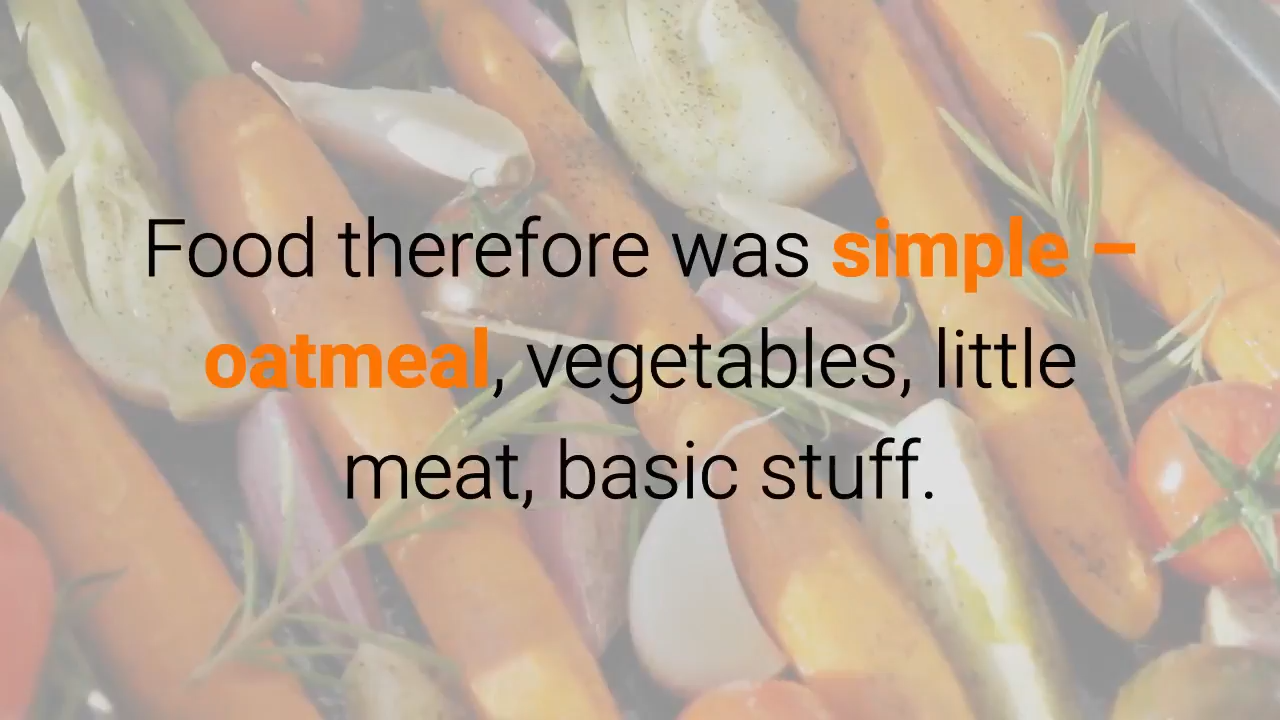 Food therefore was simple –
oatmeal, vegetables, little
meat, basic stuff.